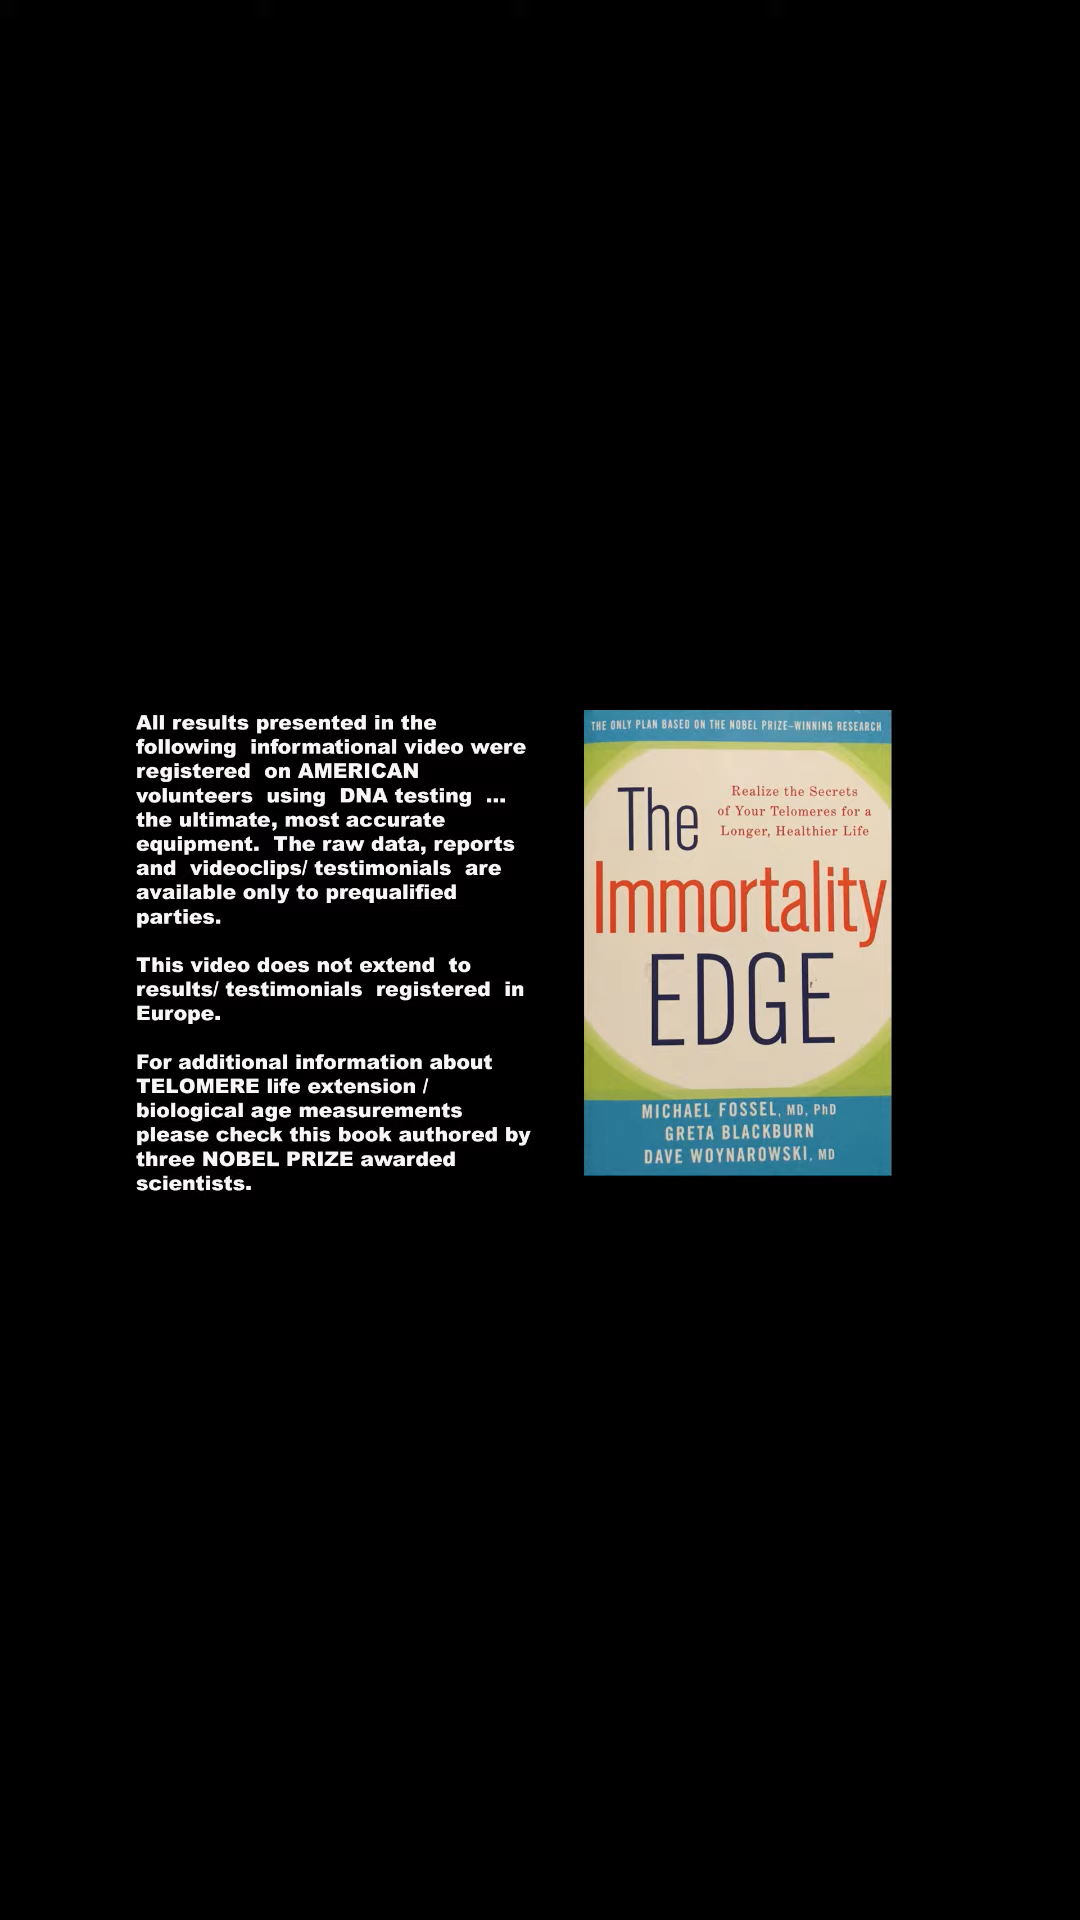 All results presented in the
following informational video were
registered on AMERICAN
volunteers using DNA testing ...
the ultimate, most accurate
equipment. The raw data, reports
and videoclips/ testimonials are
available only to prequalified
parties.
This video does not extend to
results/ testimonials registered in
Europe.
For additional information about
TELOMERE life extension /
biological age measurements
please check this book authored by
three NOBEL PRIZE awarded
scientists.
THE ONLY PLAN BASED ON THE NOBEL PRIZE–WINNING RESEARCH
The
Realize the Secrets
of Your Telomeres for a
Longer, Healthier Life
Immortality
EDGE
MICHAEL FOSSEL, MD, PhD
GRETA BLACKBURN
DAVE WOYNAROWSKI, MD